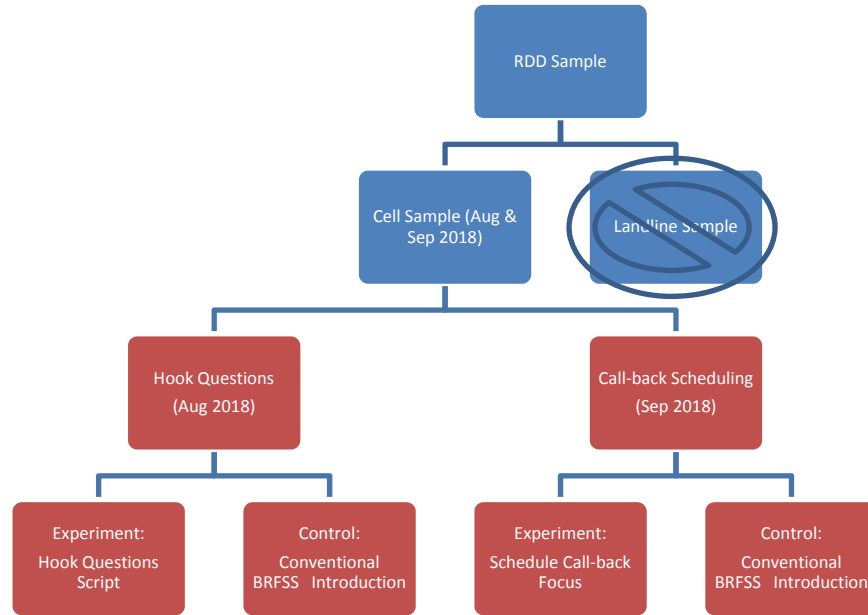 RDD Sample
Cell Sample (Aug &
Sep 2018)
Landline Sample
Hook Questions
(Aug 2018)
Call-back Scheduling
(Sep 2018)
Experiment:
Hook Questions
Script
Control:
Conventional
BRFSS Introduction
Experiment:
Schedule Call-back
Focus
Control:
Conventional
BRFSS Introduction